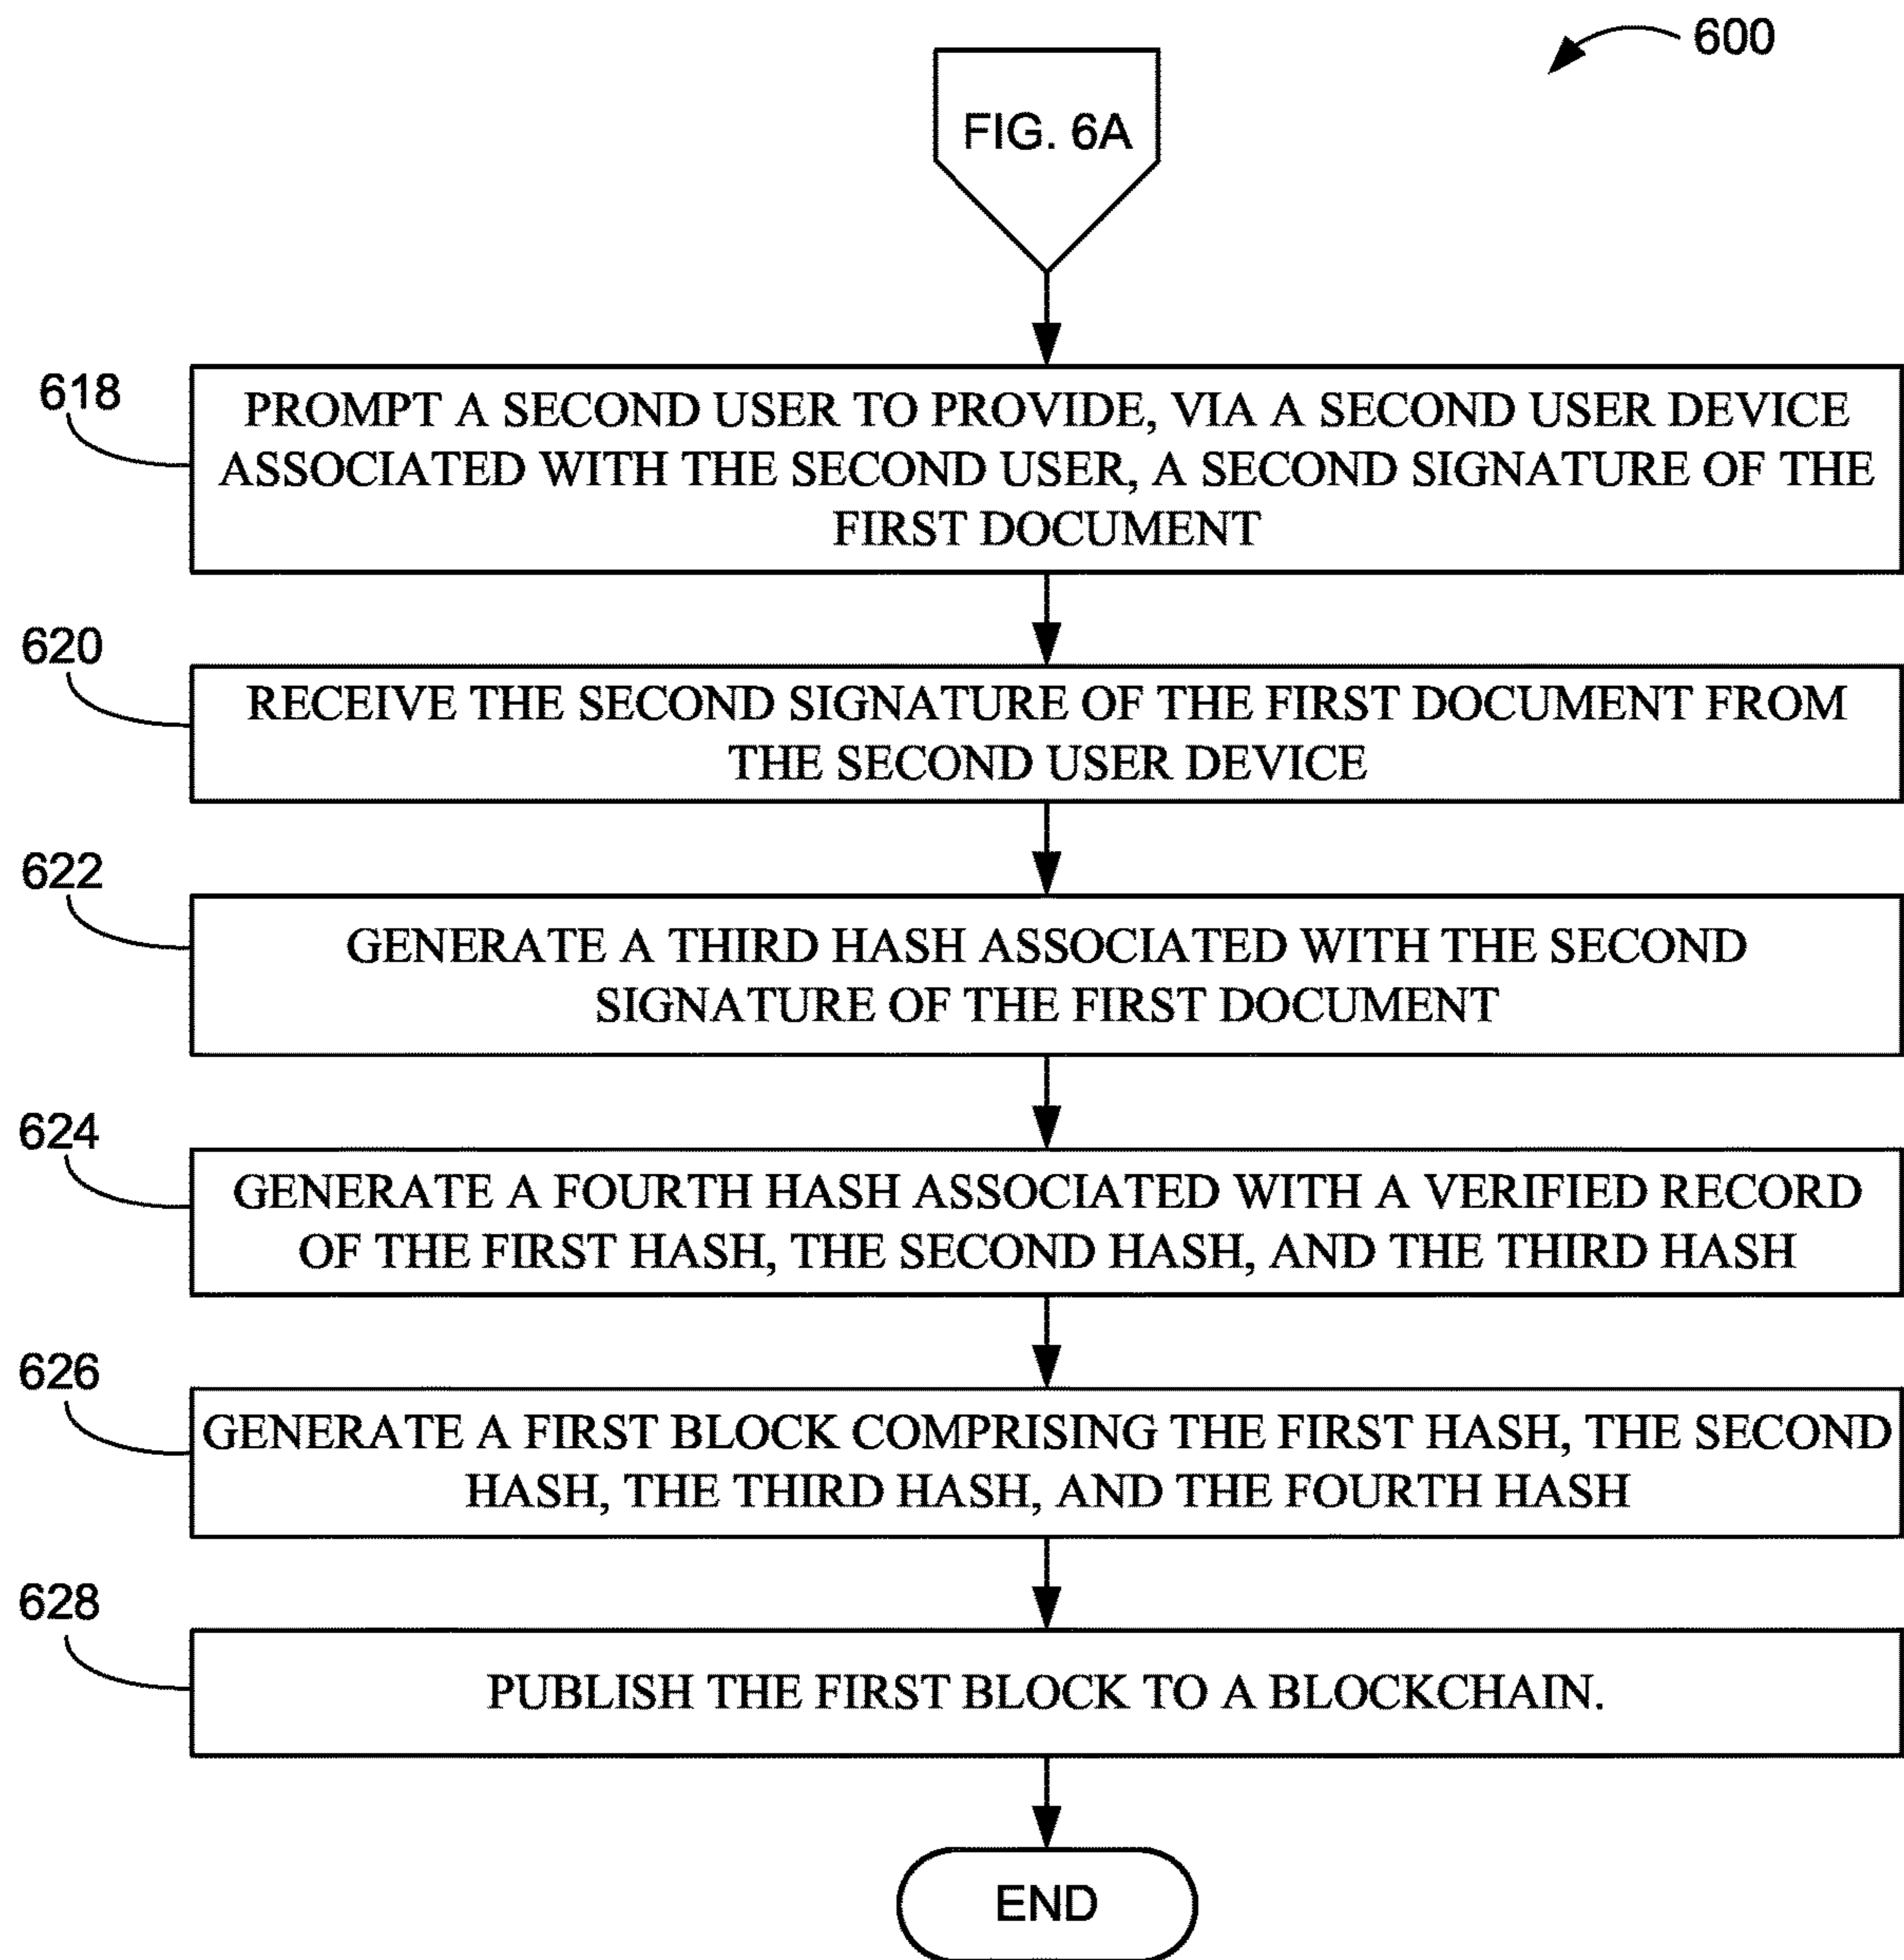 600
FIG. 6A
618
PROMPT A SECOND USER TO PROVIDE, VIA A SECOND USER DEVICE
ASSOCIATED WITH THE SECOND USER, A SECOND SIGNATURE OF THE
FIRST DOCUMENT
620
RECEIVE THE SECOND SIGNATURE OF THE FIRST DOCUMENT FROM
THE SECOND USER DEVICE
622
GENERATE A THIRD HASH ASSOCIATED WITH THE SECOND
SIGNATURE OF THE FIRST DOCUMENT
624
GENERATE A FOURTH HASH ASSOCIATED WITH A VERIFIED RECORD
OF THE FIRST HASH, THE SECOND HASH, AND THE THIRD HASH
626
GENERATE A FIRST BLOCK COMPRISING THE FIRST HASH, THE SECOND
HASH, THE THIRD HASH, AND THE FOURTH HASH
628
PUBLISH THE FIRST BLOCK TO A BLOCKCHAIN.
END